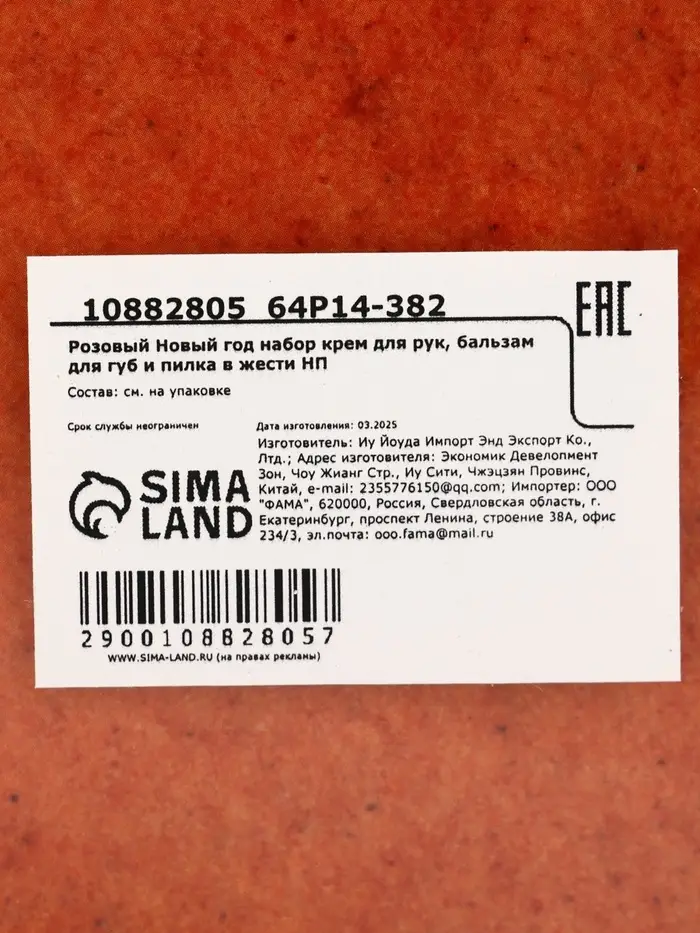 10882805 64P14-382
EAC
Розовый Новый год набор крем для рук, бальзам
для губ и пилка в жести НП
Состав: см. на упаковке
Срок службы неограничен
Дата изготовления: 03.2025
Изготовитель: Иу Йоуда Импорт Энд Экспорт Ко.,
Лтд.; Адрес изготовителя: Экономик Девелопмент
Зон, Чоу Жианг Стр., Иу Сити, Чжэцзян Провинс,
Китай, e-mail: 2355776150@qq.com; Импортер: ООО
"ФАМА", 620000, Россия, Свердловская область, г.
Екатеринбург, проспект Ленина, строение 38А, офис
234/3, эл.почта: ooo.fama@mail.ru
SIMA
LAND
2900108828057
WWW.SIMA-LAND.RU (на правах рекламы)